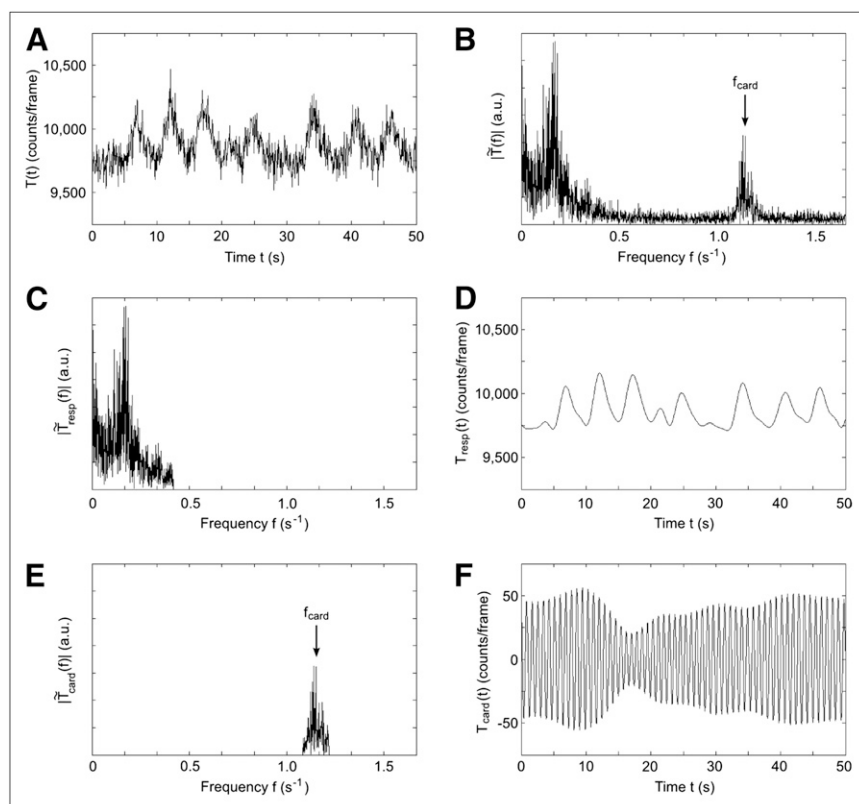 A
T(t) (counts/frame)
10,500
10,000
9,500
0 10 20 30 40 50
Time t (s)
B
|T̃(f)| (a.u.)
f_card
0 0.5 1.0 1.5
Frequency f (s⁻¹)
C
|T̃_resp(f)| (a.u.)
0 0.5 1.0 1.5
Frequency f (s⁻¹)
D
T_resp(t) (counts/frame)
10,500
10,000
9,500
0 10 20 30 40 50
Time t (s)
E
|T̃_card(f)| (a.u.)
f_card
0 0.5 1.0 1.5
Frequency f (s⁻¹)
F
T_card(t) (counts/frame)
50
0
-50
0 10 20 30 40 50
Time t (s)